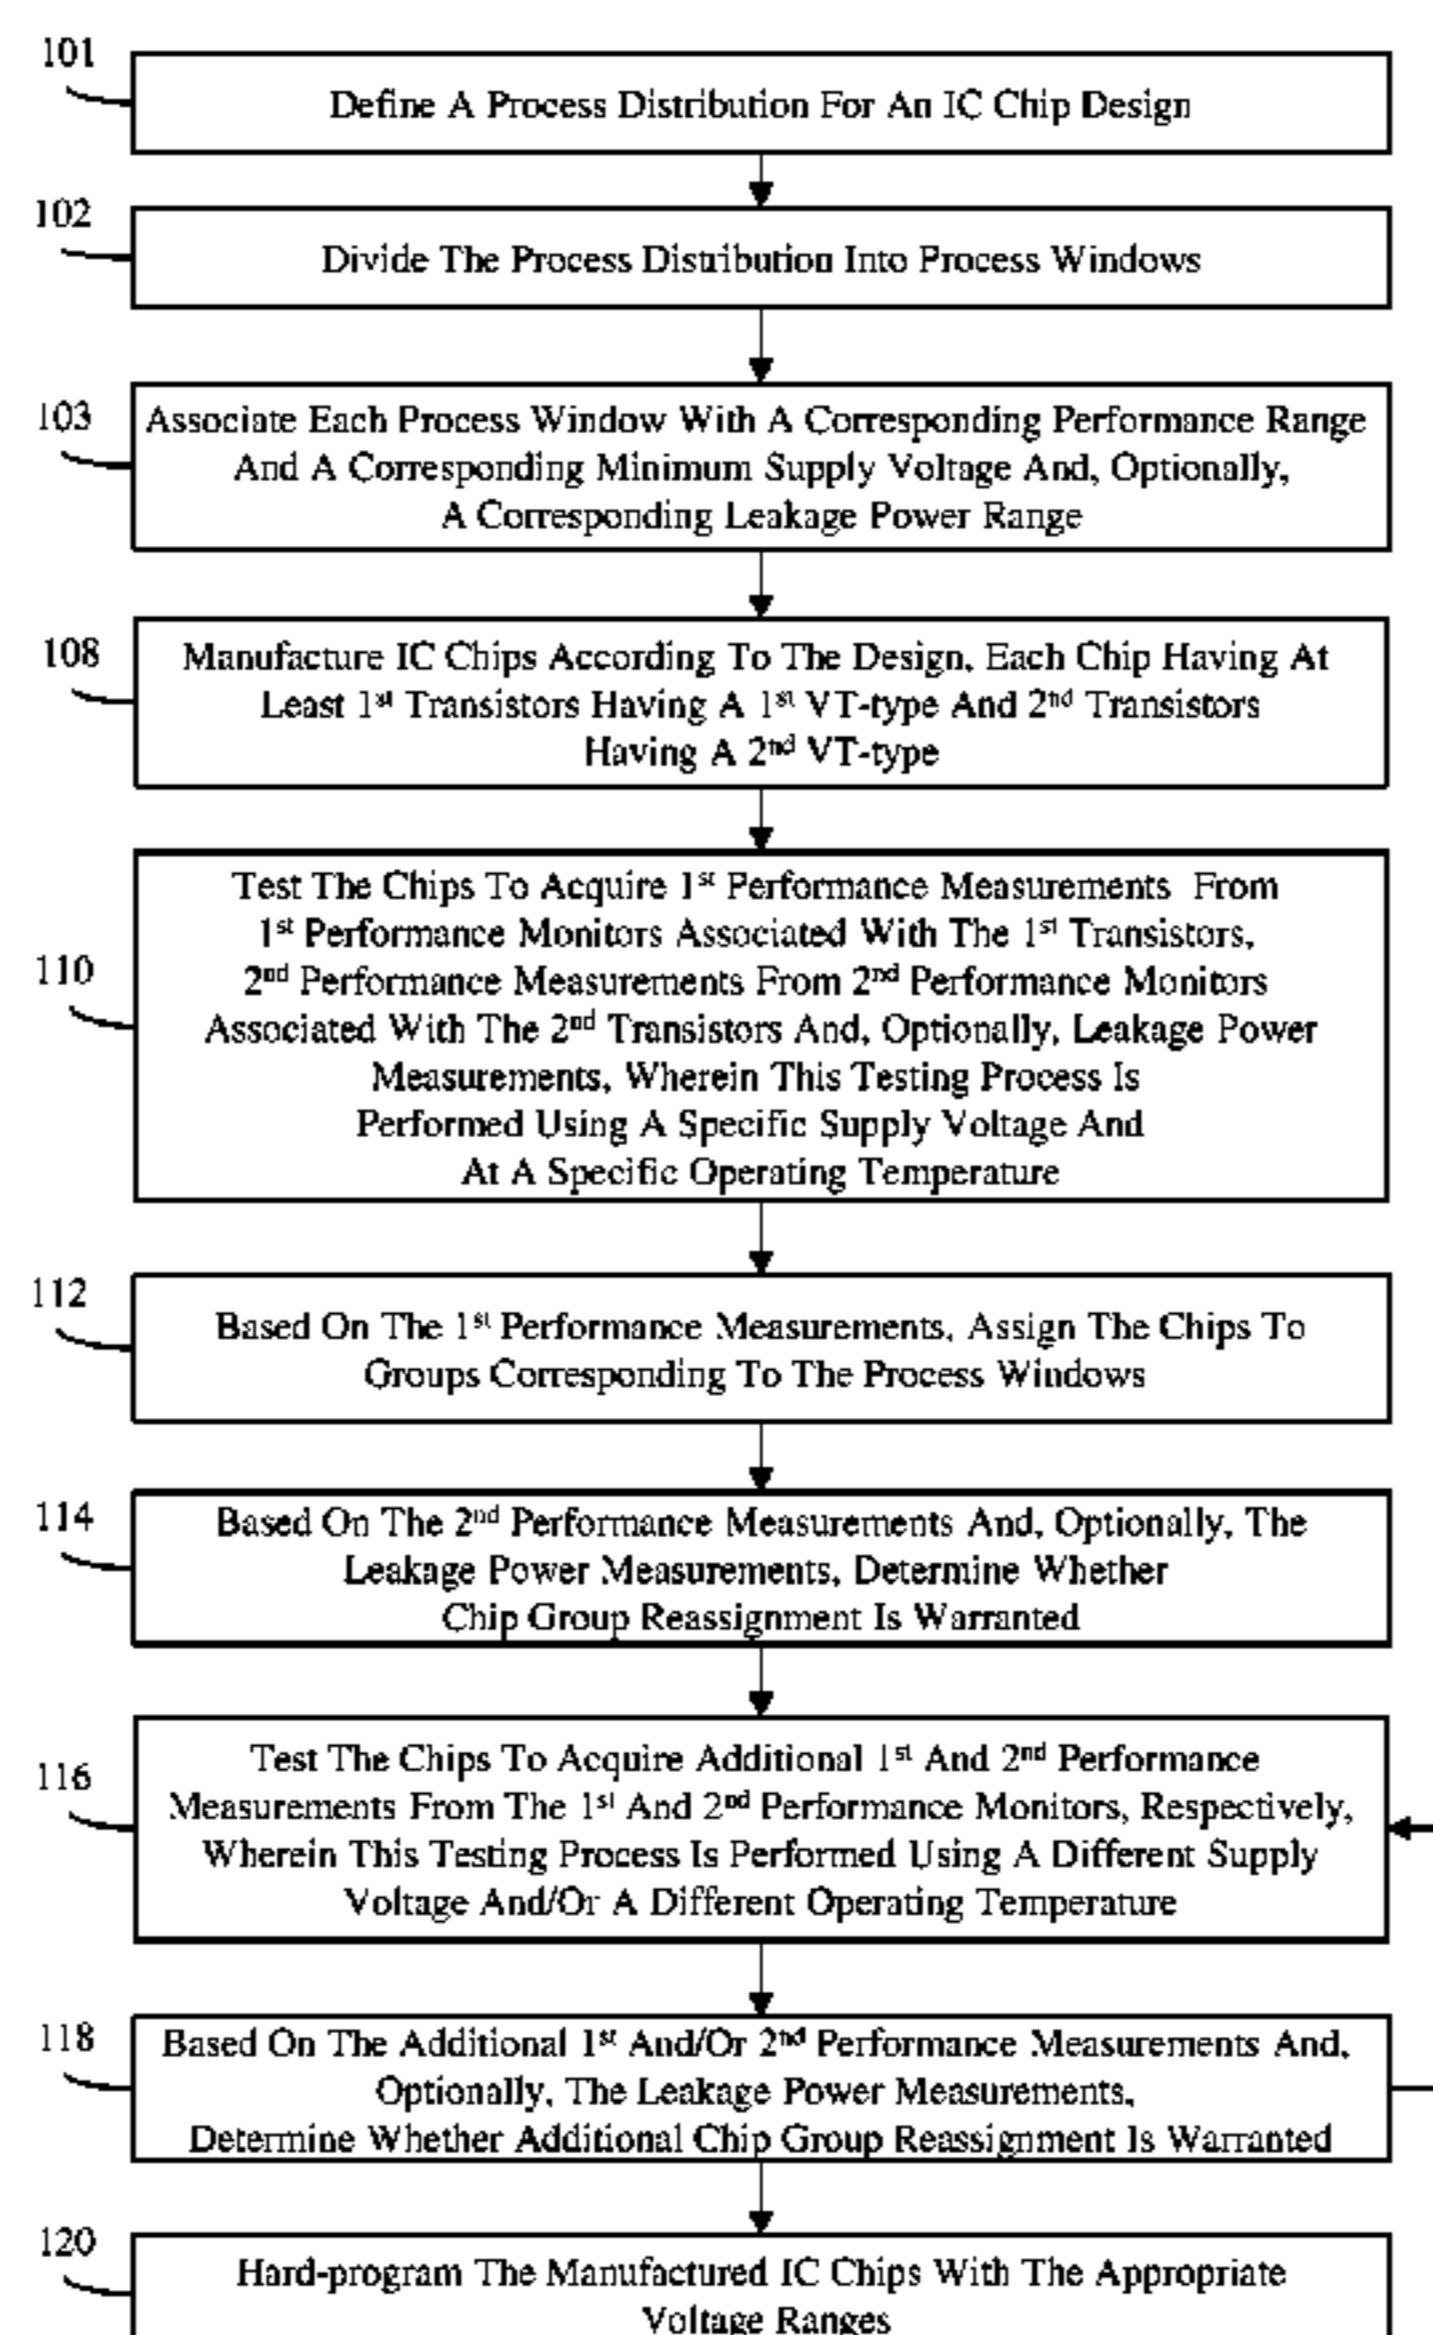 101
Define A Process Distribution For An IC Chip Design
102
Divide The Process Distribution Into Process Windows
103
Associate Each Process Window With A Corresponding Performance Range
And A Corresponding Minimum Supply Voltage And, Optionally,
A Corresponding Leakage Power Range
108
Manufacture IC Chips According To The Design, Each Chip Having At
Least 1st Transistors Having A 1st VT-type And 2nd Transistors
Having A 2nd VT-type
110
Test The Chips To Acquire 1st Performance Measurements From
1st Performance Monitors Associated With The 1st Transistors,
2nd Performance Measurements From 2nd Performance Monitors
Associated With The 2nd Transistors And, Optionally, Leakage Power
Measurements, Wherein This Testing Process Is
Performed Using A Specific Supply Voltage And
At A Specific Operating Temperature
112
Based On The 1st Performance Measurements, Assign The Chips To
Groups Corresponding To The Process Windows
114
Based On The 2nd Performance Measurements And, Optionally, The
Leakage Power Measurements, Determine Whether
Chip Group Reassignment Is Warranted
116
Test The Chips To Acquire Additional 1st And 2nd Performance
Measurements From The 1st And 2nd Performance Monitors, Respectively,
Wherein This Testing Process Is Performed Using A Different Supply
Voltage And/Or A Different Operating Temperature
118
Based On The Additional 1st And/Or 2nd Performance Measurements And,
Optionally, The Leakage Power Measurements,
Determine Whether Additional Chip Group Reassignment Is Warranted
120
Hard-program The Manufactured IC Chips With The Appropriate
Voltage Ranges